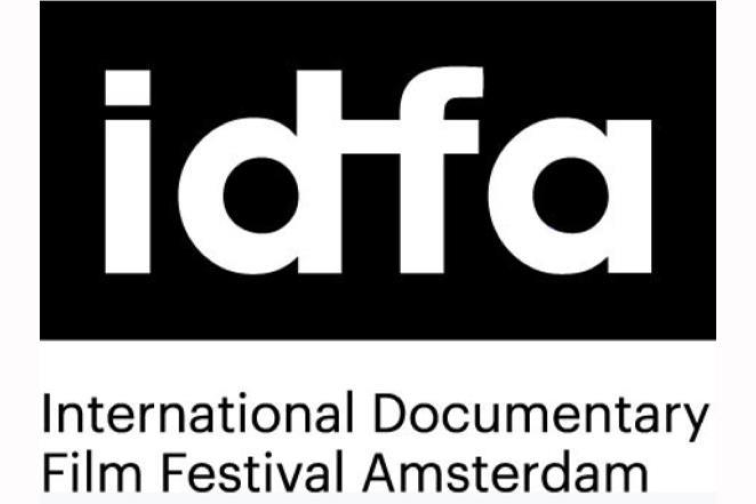 idfa
International Documentary
Film Festival Amsterdam